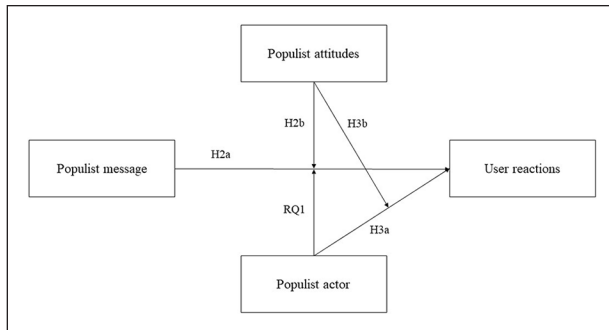 Populist attitudes
H2b
H3b
H2a
Populist message
User reactions
RQ1
H3a
Populist actor